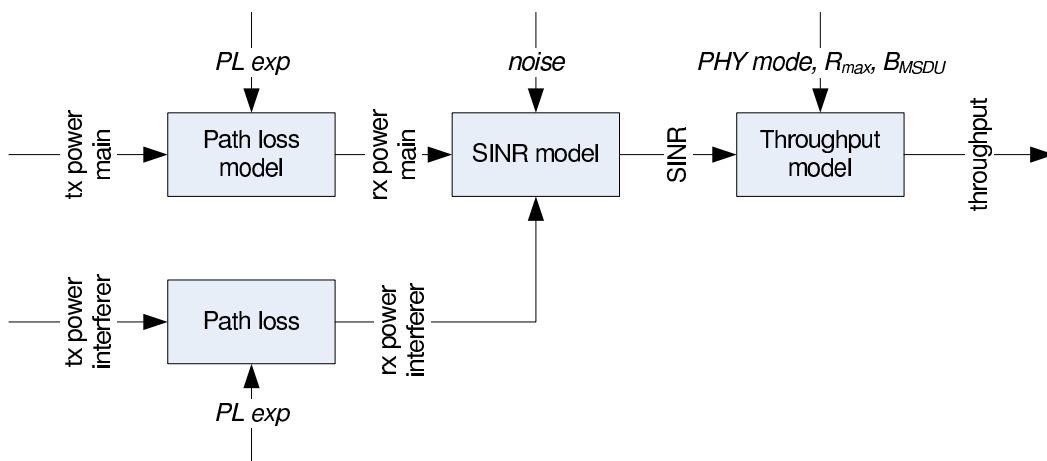 PL exp
noise
PHY mode, Rmax, BMSDU
tx power
main
Path loss
model
rx power
main
SINR model
SINR
Throughput
model
throughput
tx power
interferer
Path loss
rx power
interferer
PL exp